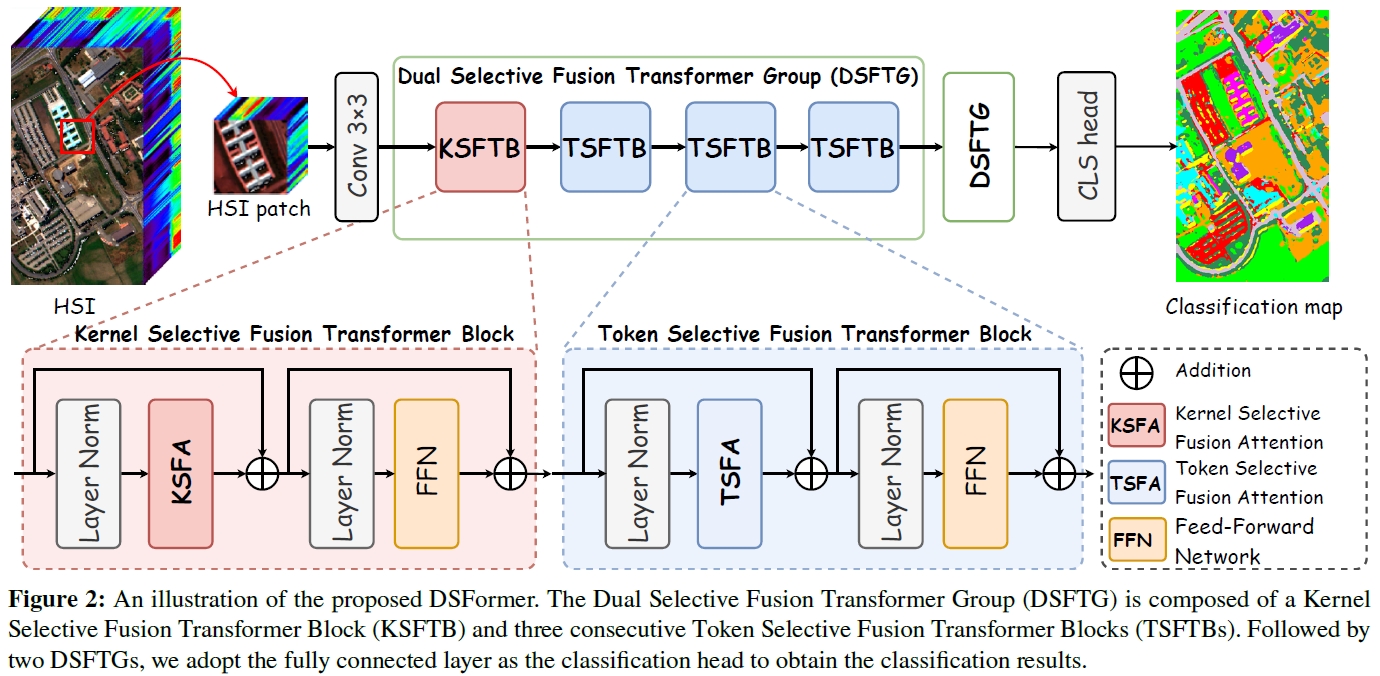 Dual Selective Fusion Transformer Group (DSFTG)
Conv 3×3
KSFTB
TSFTB
TSFTB
TSFTB
DSFTG
CLS head
HSI patch
HSI
Classification map
Kernel Selective Fusion Transformer Block
Token Selective Fusion Transformer Block
Layer Norm
KSFA
Layer Norm
FFN
Layer Norm
TSFA
Layer Norm
FFN
Addition
KSFA
Kernel Selective
Fusion Attention
TSFA
Token Selective
Fusion Attention
FFN
Feed-Forward
Network
Figure 2: An illustration of the proposed DSFormer. The Dual Selective Fusion Transformer Group (DSFTG) is composed of a Kernel
Selective Fusion Transformer Block (KSFTB) and three consecutive Token Selective Fusion Transformer Blocks (TSFTBs). Followed by
two DSFTGs, we adopt the fully connected layer as the classification head to obtain the classification results.